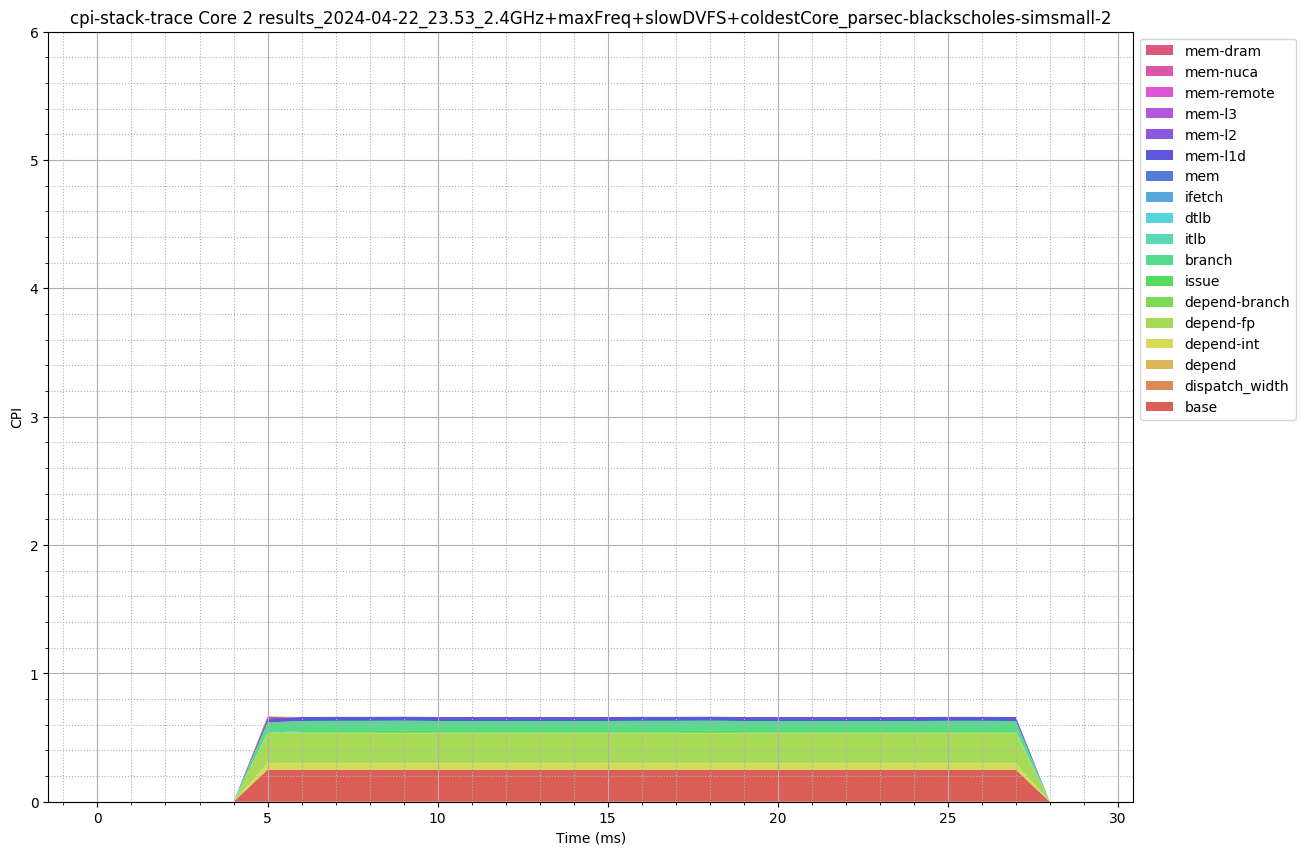 cpi-stack-trace Core 2 results_2024-04-22_23.53_2.4GHz+maxFreq+slowDVFS+coldestCore_parsec-blackscholes-simsmall-2
6
5
4
3
2
1
0
CPI
0
5
10
15
20
25
30
Time (ms)
mem-dram
mem-nuca
mem-remote
mem-l3
mem-l2
mem-l1d
mem
ifetch
dtlb
itlb
branch
issue
depend-branch
depend-fp
depend-int
depend
dispatch_width
base